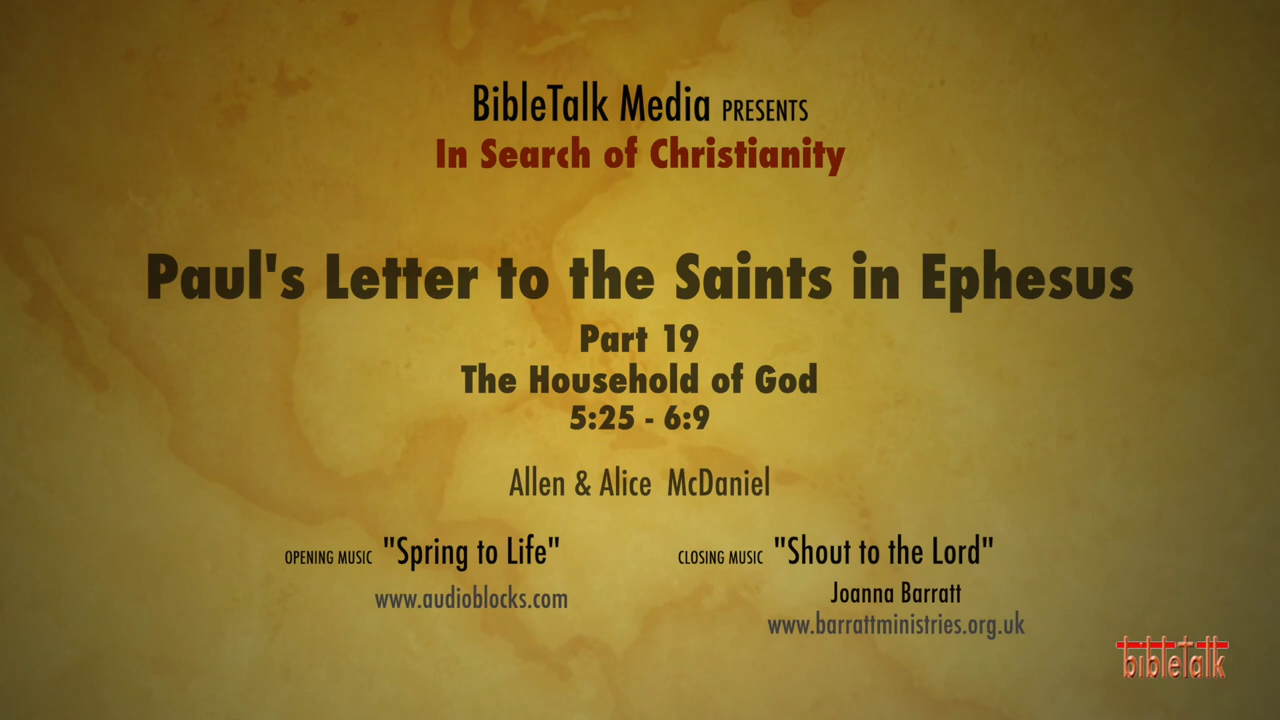 BibleTalk Media PRESENTS
In Search of Christianity
Paul's Letter to the Saints in Ephesus
Part 19
The Household of God
5:25 - 6:9
Allen & Alice McDaniel
OPENING MUSIC "Spring to Life"
www.audioblocks.com
CLOSING MUSIC "Shout to the Lord"
Joanna Barratt
www.barrattministries.org.uk
bibleTalk